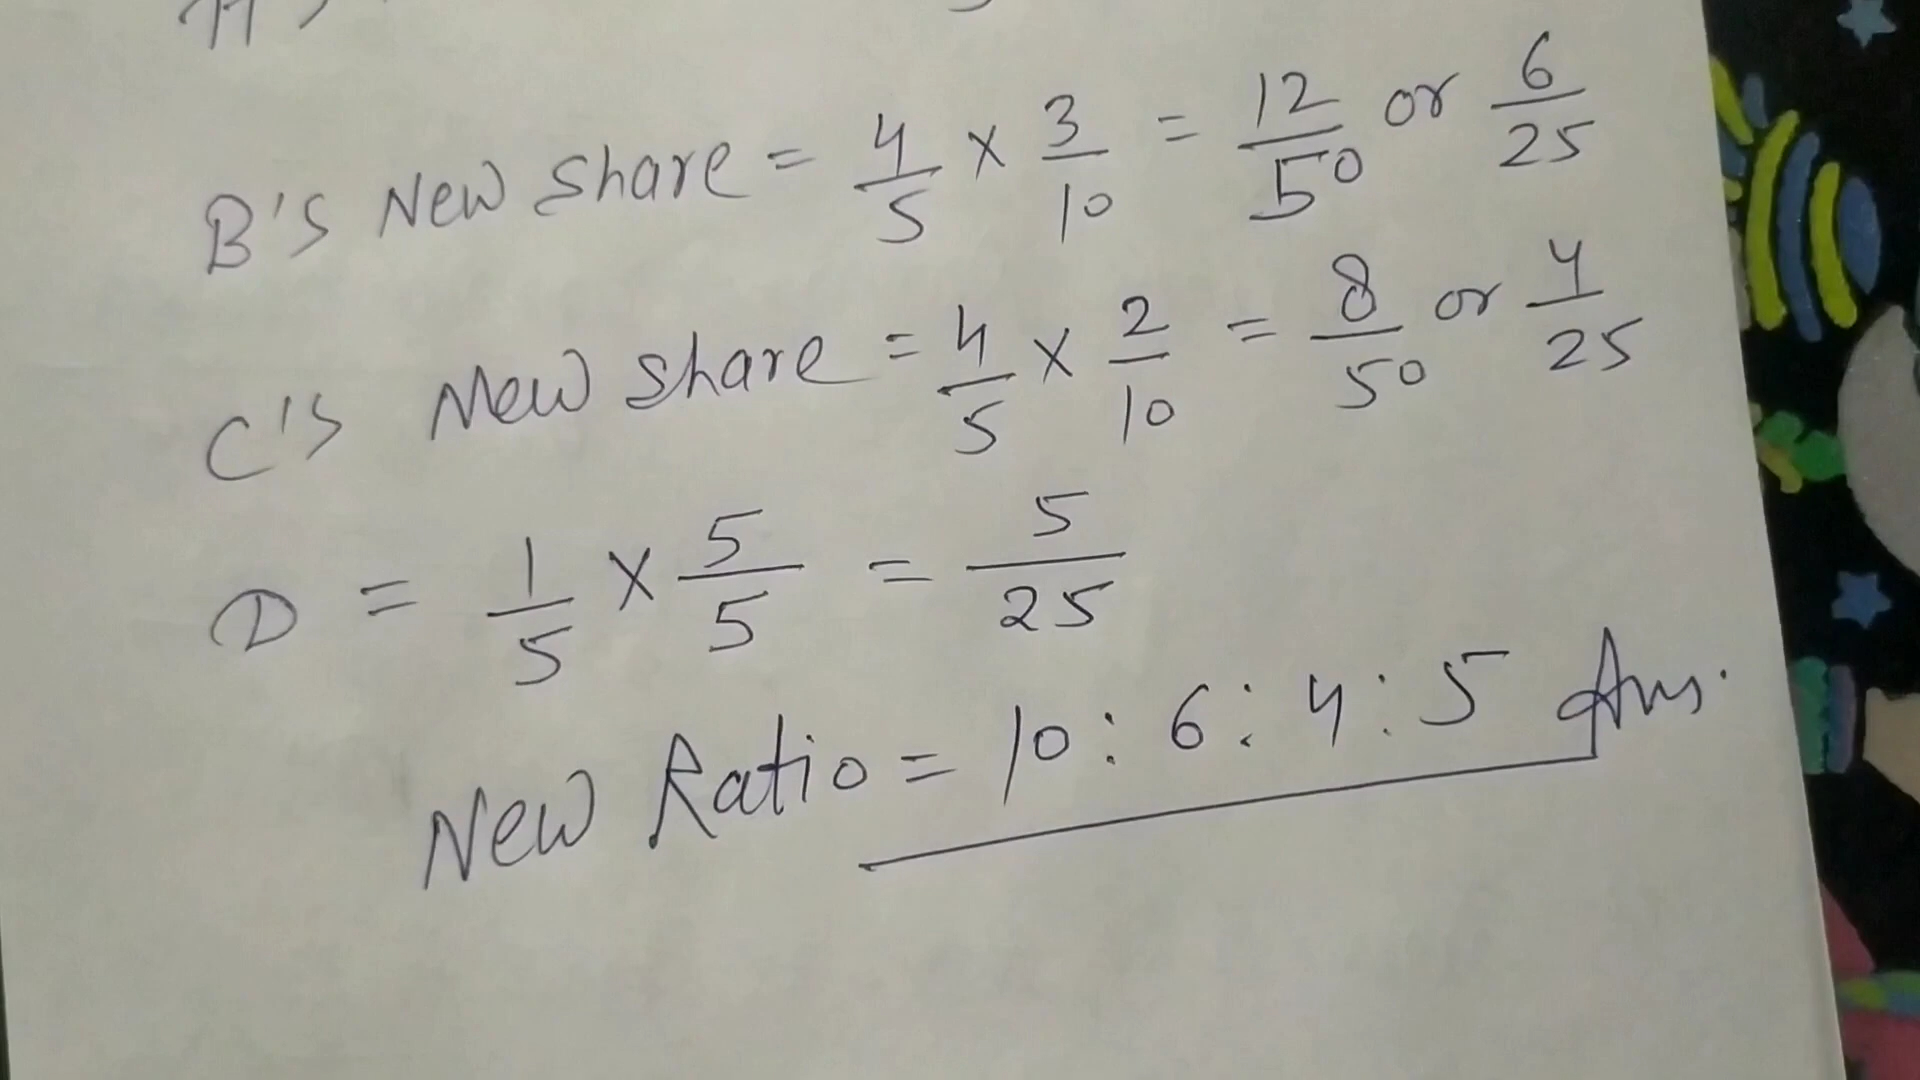 B's New share = 4/5 × 3/10 = 12/50 or 6/25
C's New share = 4/5 × 2/10 = 8/50 or 4/25
D = 1/5 × 5/5 = 5/25
New Ratio = 10 : 6 : 4 : 5 Ans.